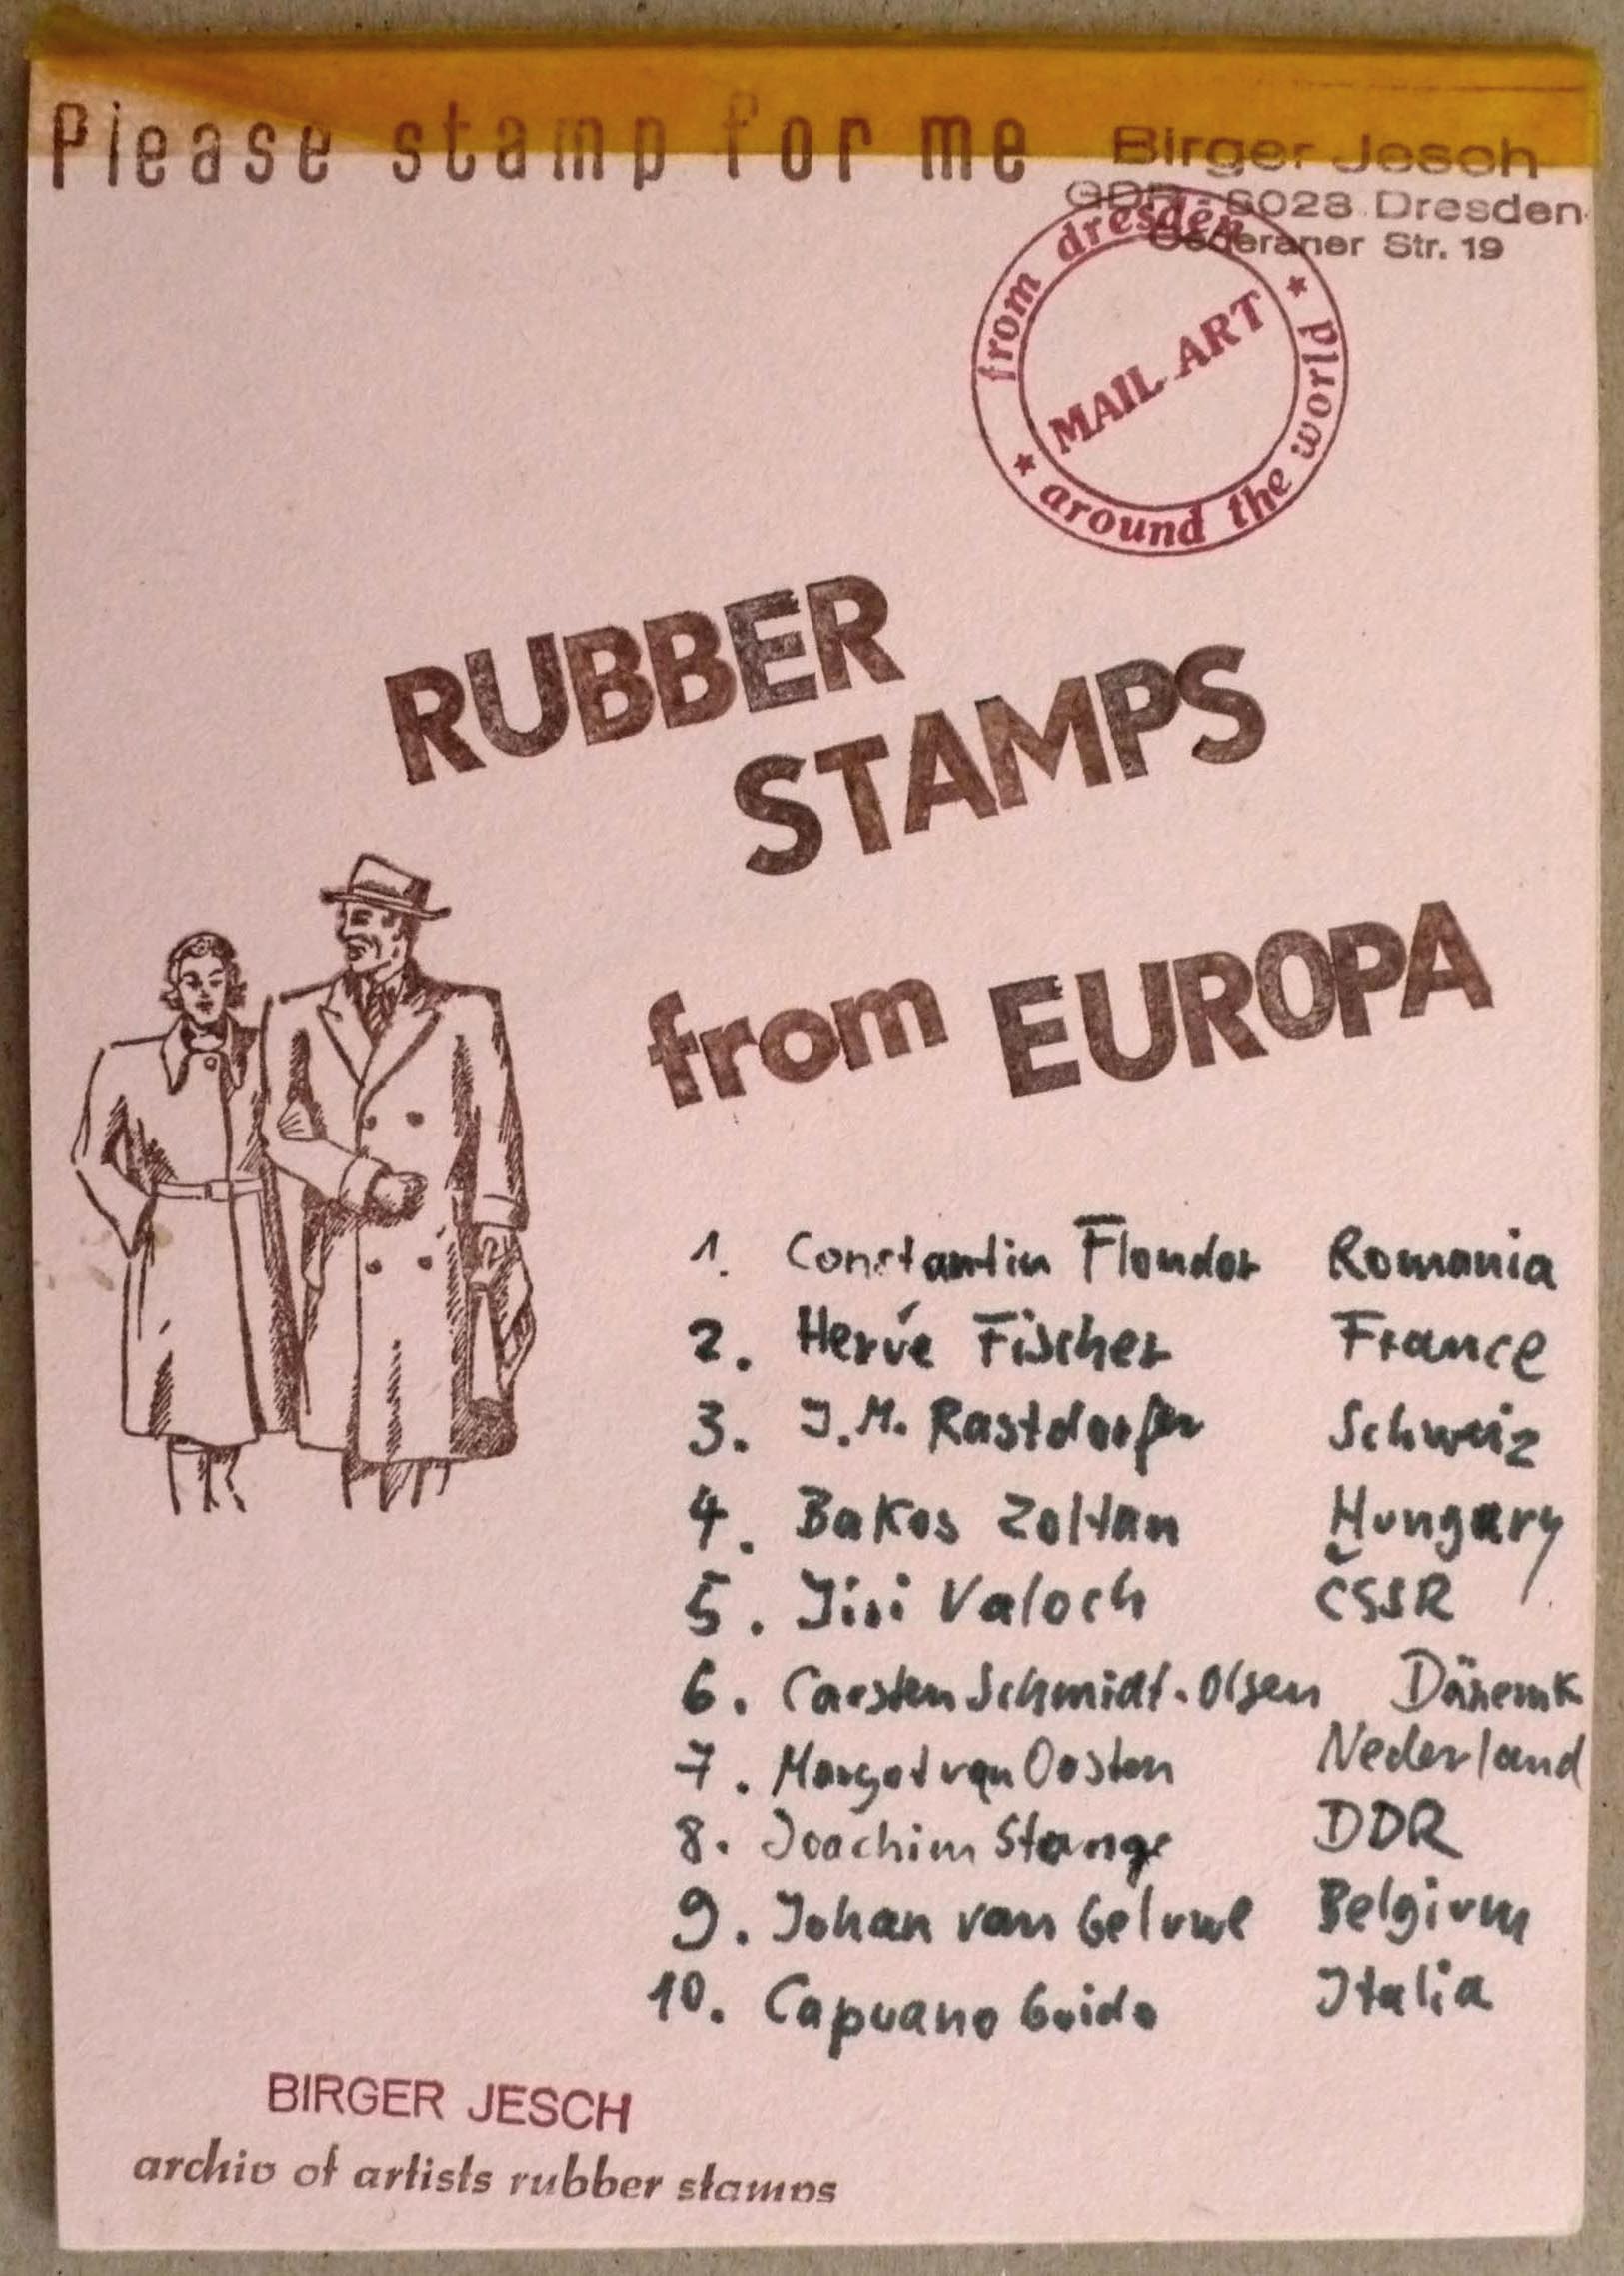 Please stamp for me
Birger Jesch
GDR - 8028 Dresden
Oederaner Str. 19
from dresden
MAIL ART
around the world
RUBBER
STAMPS
from EUROPA
1. Constantin Flondor Romania
2. Hervé Fischer France
3. J.M. Rastdorfer Schweiz
4. Bakos Zoltan Hungary
5. Jiri Valoch ČSSR
6. Carsten Schmidt-Olsen Dänemk
7. Margot van Oosten Nederland
8. Joachim Stange DDR
9. Johan van Geluwe Belgium
10. Capuano Guido Italia
BIRGER JESCH
archiv of artists rubber stamps